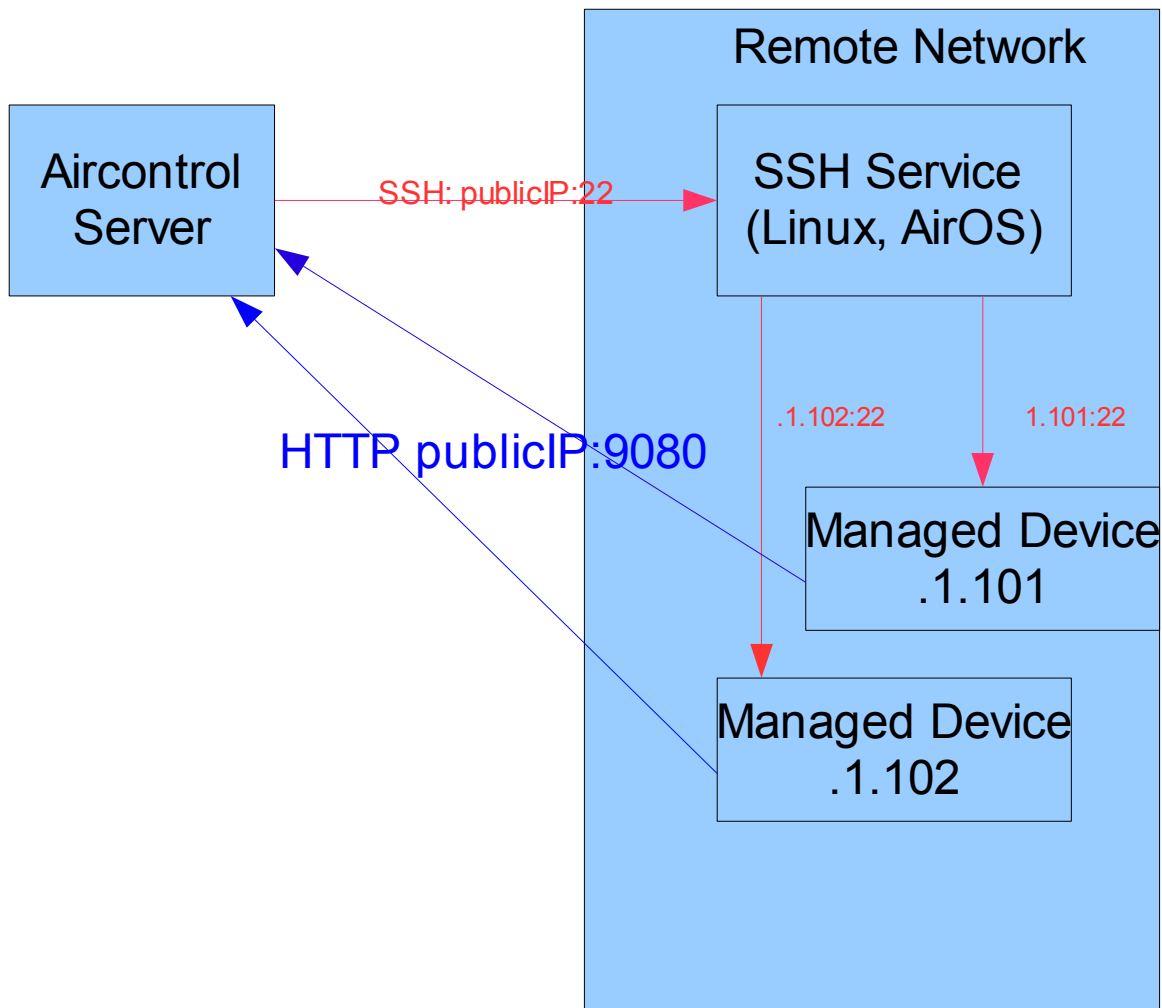 Remote Network
Aircontrol
Server
SSH: publicIP:22
SSH Service
(Linux, AirOS)
.1.102:22
1.101:22
HTTP publicIP:9080
Managed Device
.1.101
Managed Device
.1.102